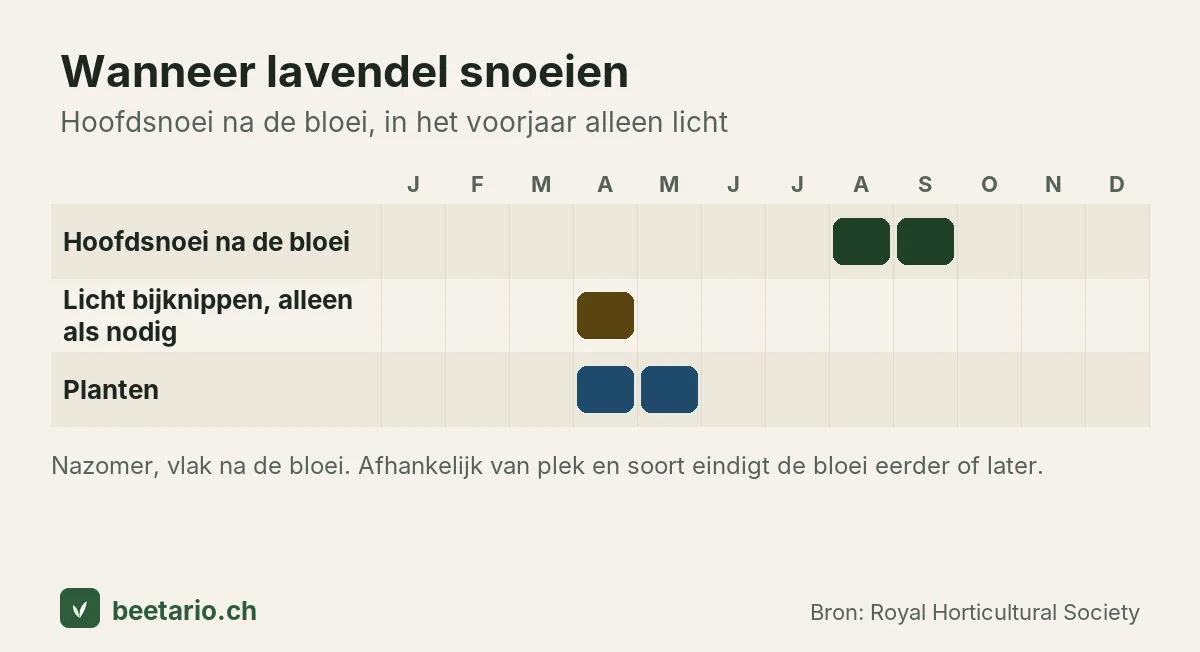 Wanneer lavendel snoeien
Hoofdsnoei na de bloei, in het voorjaar alleen licht
J F M A M J J A S O N D
Hoofdsnoei na de bloei
Licht bijknippen, alleen
als nodig
Planten
Nazomer, vlak na de bloei. Afhankelijk van plek en soort eindigt de bloei eerder of later.
beetario.ch
Bron: Royal Horticultural Society